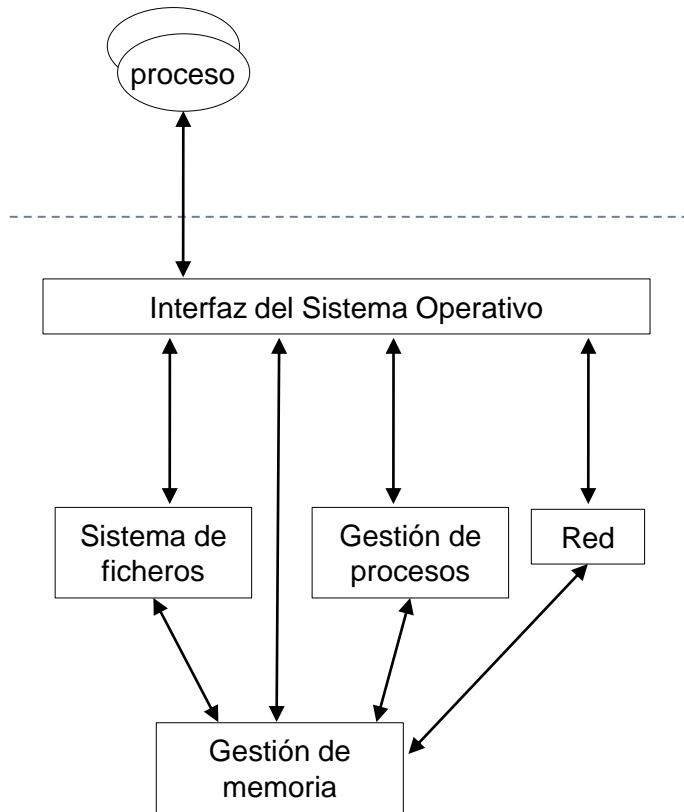 proceso
Interfaz del Sistema Operativo
Sistema de
ficheros
Gestión de
procesos
Red
Gestión de
memoria